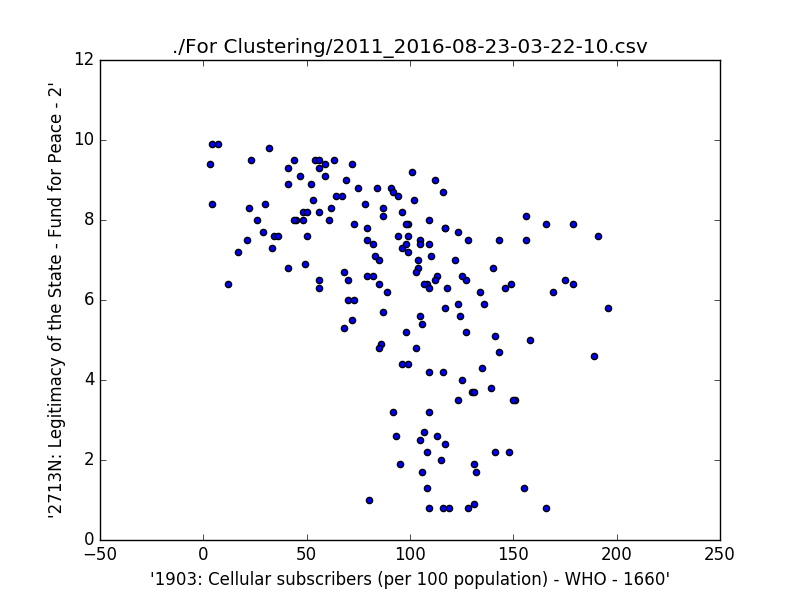 ./For Clustering/2011_2016-08-23-03-22-10.csv
12
10
8
6
4
2
0
'2713N: Legitimacy of the State - Fund for Peace - 2'
−50 0 50 100 150 200 250
'1903: Cellular subscribers (per 100 population) - WHO - 1660'